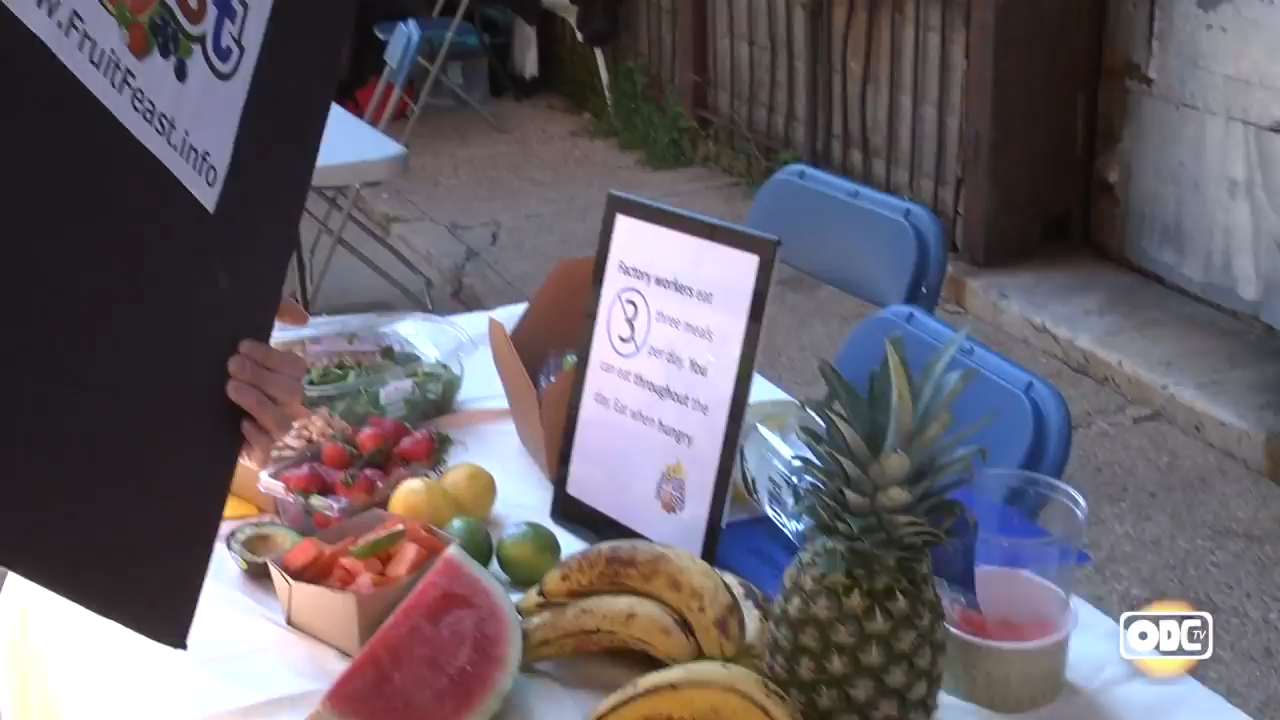 st
w.FruitFeast.info
Factory workers eat
3 three meals
per day. You
can eat throughout the
day. Eat when hungry.
ODC TV